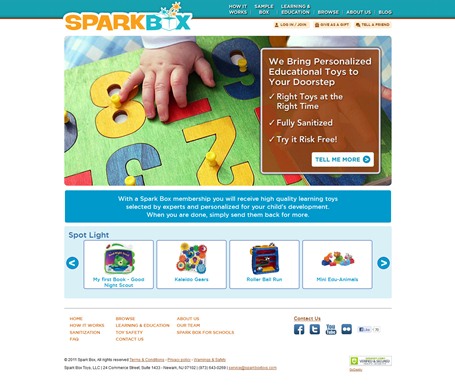 SPARKBOX
HOW IT WORKS
SAMPLE BOX
LEARNING & EDUCATION
BROWSE
ABOUT US
BLOG
LOG IN / JOIN
GIVE AS A GIFT
TELL A FRIEND
We Bring Personalized
Educational Toys to
Your Doorstep
✓ Right Toys at the
Right Time
✓ Fully Sanitized
✓ Try it Risk Free!
TELL ME MORE
With a Spark Box membership you will receive high quality learning toys
selected by experts and personalized for your child's development.
When you are done, simply send them back for more.
Spot Light
My First Book - Good
Night Scout
Kaleido Gears
Roller Ball Run
Mini Edu-Animals
HOME
HOW IT WORKS
SANITIZATION
FAQ
BROWSE
LEARNING & EDUCATION
TOY SAFETY
CONTACT US
ABOUT US
OUR TEAM
SPARK BOX FOR SCHOOLS
Contact Us
You Tube
Like
© 2011 Spark Box, All rights reserved Terms & Conditions - Privacy policy - Warnings & Safety
Spark Box Toys, LLC | 24 Commerce Street, Suite 1433 - Newark, NJ 07102 | (973) 643-0299 | service@sparkboxtoys.com
VERIFIED & SECURED